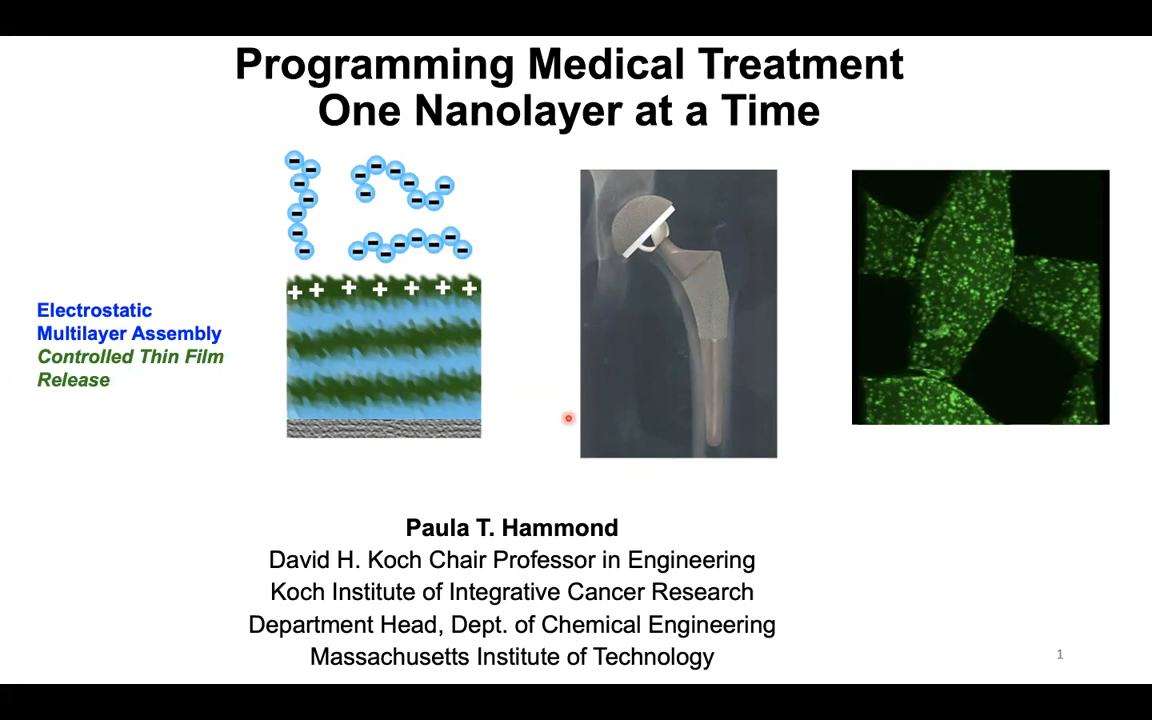 Programming Medical Treatment
One Nanolayer at a Time
Electrostatic
Multilayer Assembly
Controlled Thin Film
Release
+ + + + + + +
Paula T. Hammond
David H. Koch Chair Professor in Engineering
Koch Institute of Integrative Cancer Research
Department Head, Dept. of Chemical Engineering
Massachusetts Institute of Technology
1